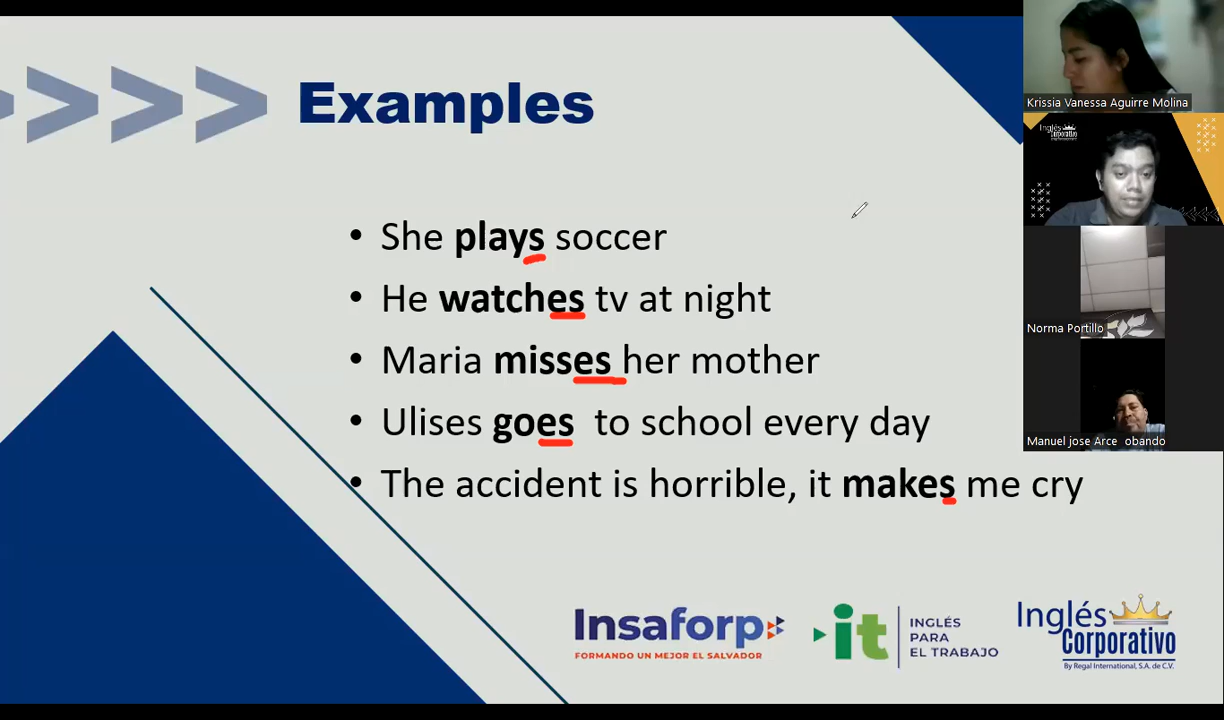 Examples
• She plays soccer
• He watches tv at night
• Maria misses her mother
• Ulises goes to school every day
• The accident is horrible, it makes me cry
Krissia Vanessa Aguirre Molina
Inglés
Corporativo
Norma Portillo
Manuel jose Arce obando
Insaforp
FORMANDO UN MEJOR EL SALVADOR
it
INGLÉS
PARA
EL TRABAJO
Inglés
Corporativo
By Regal International, S.A. de C.V.